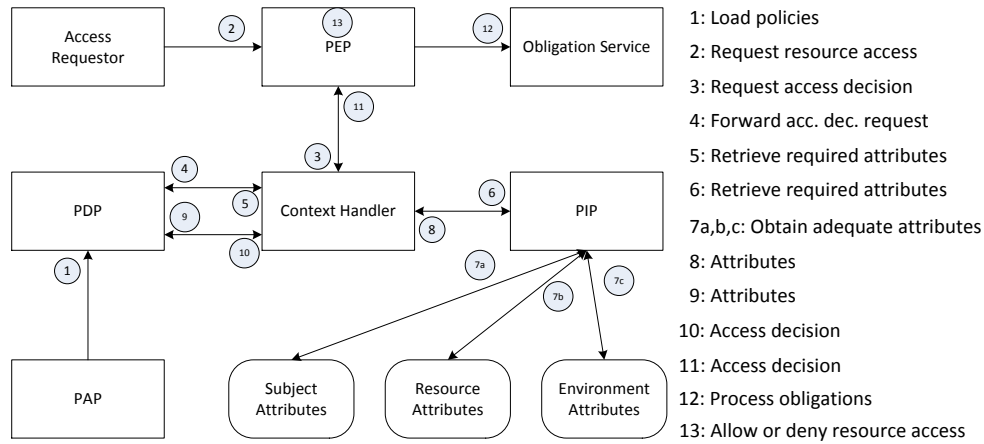 Access
Requestor
2
13
PEP
12
Obligation Service
11
3
PDP
4
5
9
10
Context Handler
6
8
PIP
1
7a
7b
7c
PAP
Subject
Attributes
Resource
Attributes
Environment
Attributes
1: Load policies
2: Request resource access
3: Request access decision
4: Forward acc. dec. request
5: Retrieve required attributes
6: Retrieve required attributes
7a,b,c: Obtain adequate attributes
8: Attributes
9: Attributes
10: Access decision
11: Access decision
12: Process obligations
13: Allow or deny resource access